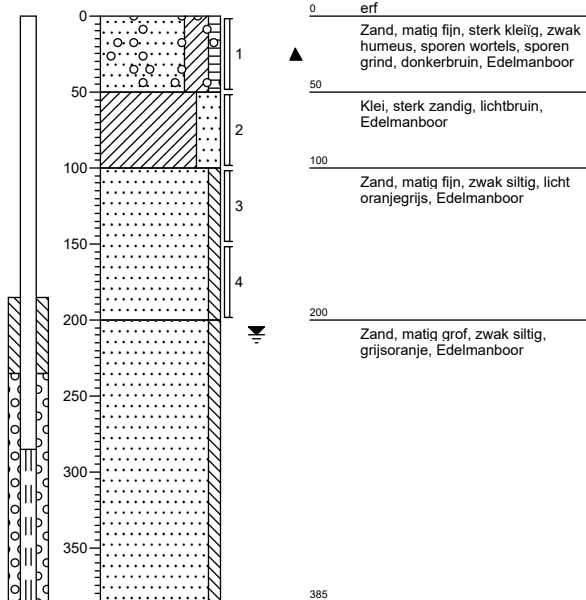 0
50
100
150
200
250
300
350
1
2
3
4
0 erf
Zand, matig fijn, sterk kleiïg, zwak
humeus, sporen wortels, sporen
grind, donkerbruin, Edelmanboor
50
Klei, sterk zandig, lichtbruin,
Edelmanboor
100
Zand, matig fijn, zwak siltig, licht
oranjegrijs, Edelmanboor
200
Zand, matig grof, zwak siltig,
grijsoranje, Edelmanboor
385